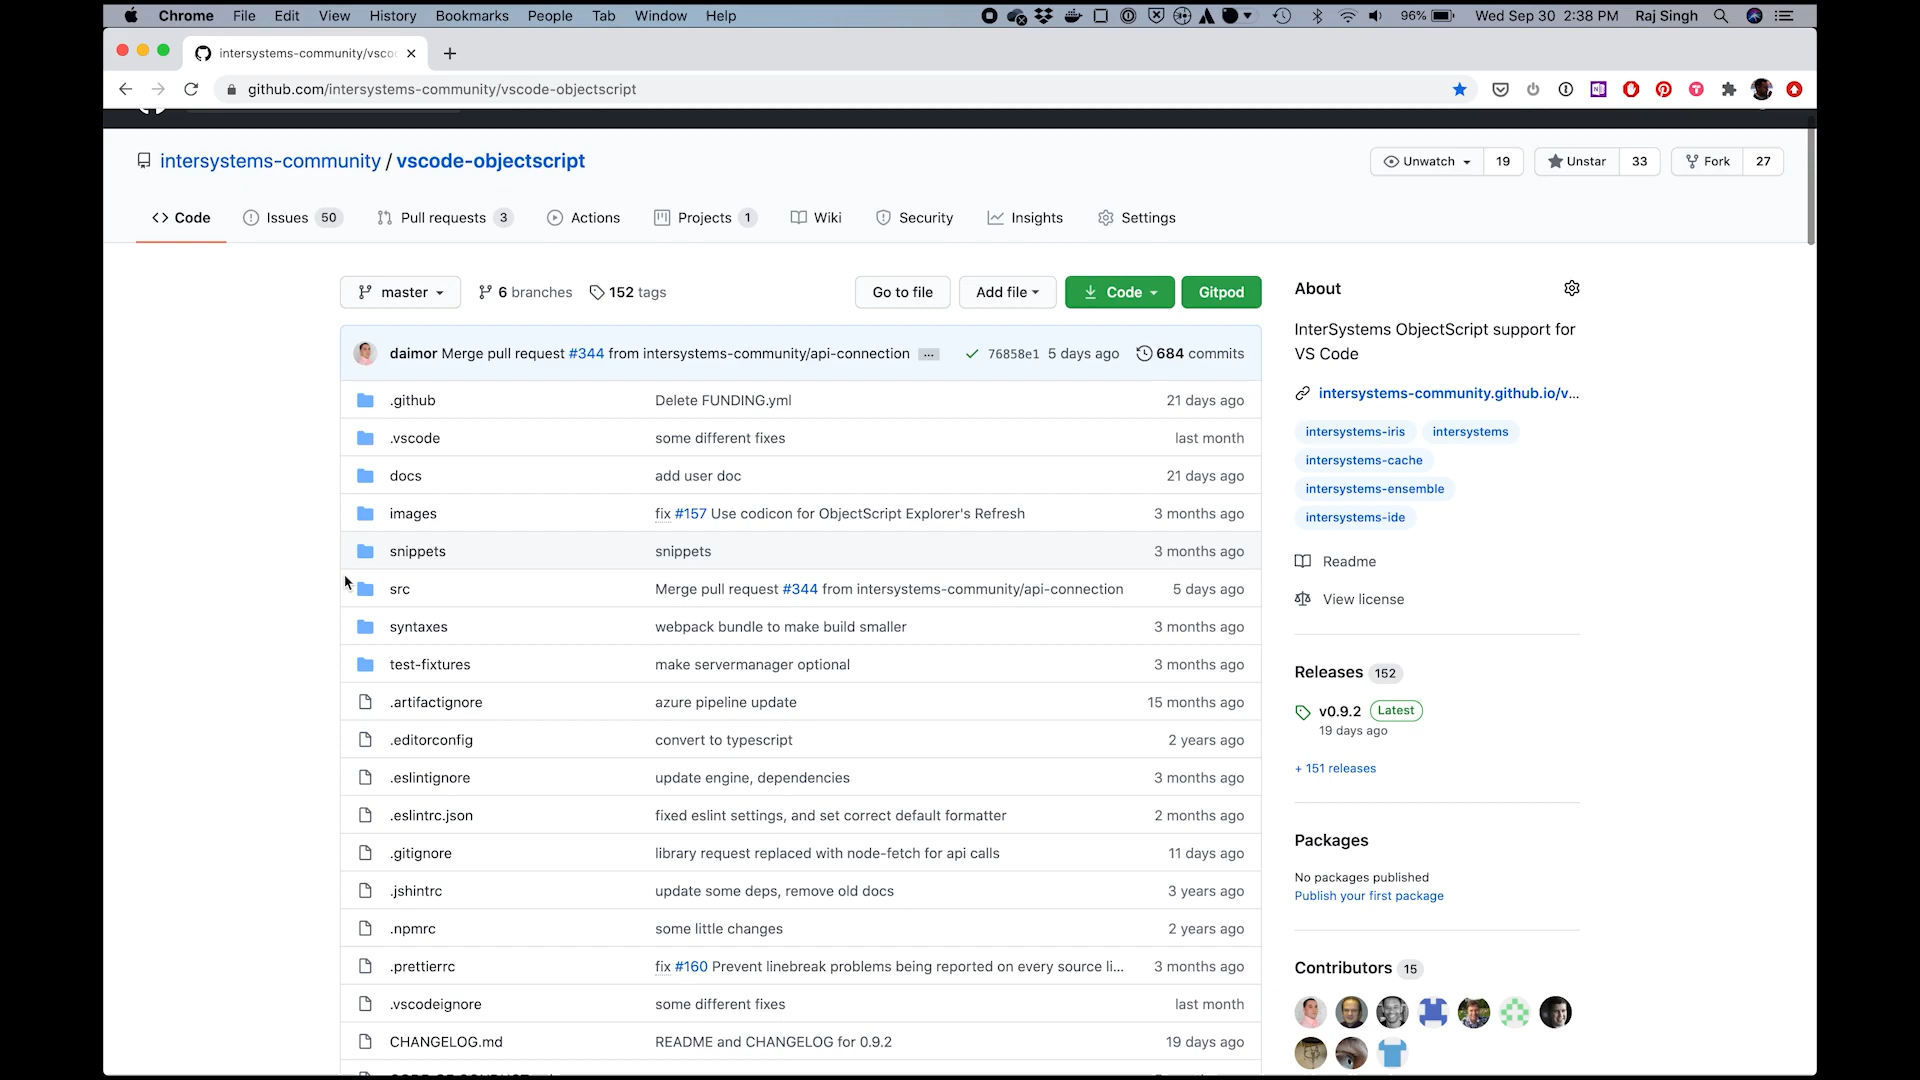 Chrome File Edit View History Bookmarks People Tab Window Help 96% Wed Sep 30 2:38 PM Raj Singh
intersystems-community/vsco
github.com/intersystems-community/vscode-objectscript
intersystems-community / vscode-objectscript Unwatch 19 Unstar 33 Fork 27
Code Issues 50 Pull requests 3 Actions Projects 1 Wiki Security Insights Settings
master 6 branches 152 tags Go to file Add file Code Gitpod
daimor Merge pull request #344 from intersystems-community/api-connection ... 76858e1 5 days ago 684 commits
.github Delete FUNDING.yml 21 days ago
.vscode some different fixes last month
docs add user doc 21 days ago
images fix #157 Use codicon for ObjectScript Explorer's Refresh 3 months ago
snippets snippets 3 months ago
src Merge pull request #344 from intersystems-community/api-connection 5 days ago
syntaxes webpack bundle to make build smaller 3 months ago
test-fixtures make servermanager optional 3 months ago
.artifactignore azure pipeline update 15 months ago
.editorconfig convert to typescript 2 years ago
.eslintignore update engine, dependencies 3 months ago
.eslintrc.json fixed eslint settings, and set correct default formatter 2 months ago
.gitignore library request replaced with node-fetch for api calls 11 days ago
.jshintrc update some deps, remove old docs 3 years ago
.npmrc some little changes 2 years ago
.prettierrc fix #160 Prevent linebreak problems being reported on every source li... 3 months ago
.vscodeignore some different fixes last month
CHANGELOG.md README and CHANGELOG for 0.9.2 19 days ago
About
InterSystems ObjectScript support for
VS Code
intersystems-community.github.io/v...
intersystems-iris intersystems
intersystems-cache
intersystems-ensemble
intersystems-ide
Readme
View license
Releases 152
v0.9.2 Latest
19 days ago
+ 151 releases
Packages
No packages published
Publish your first package
Contributors 15